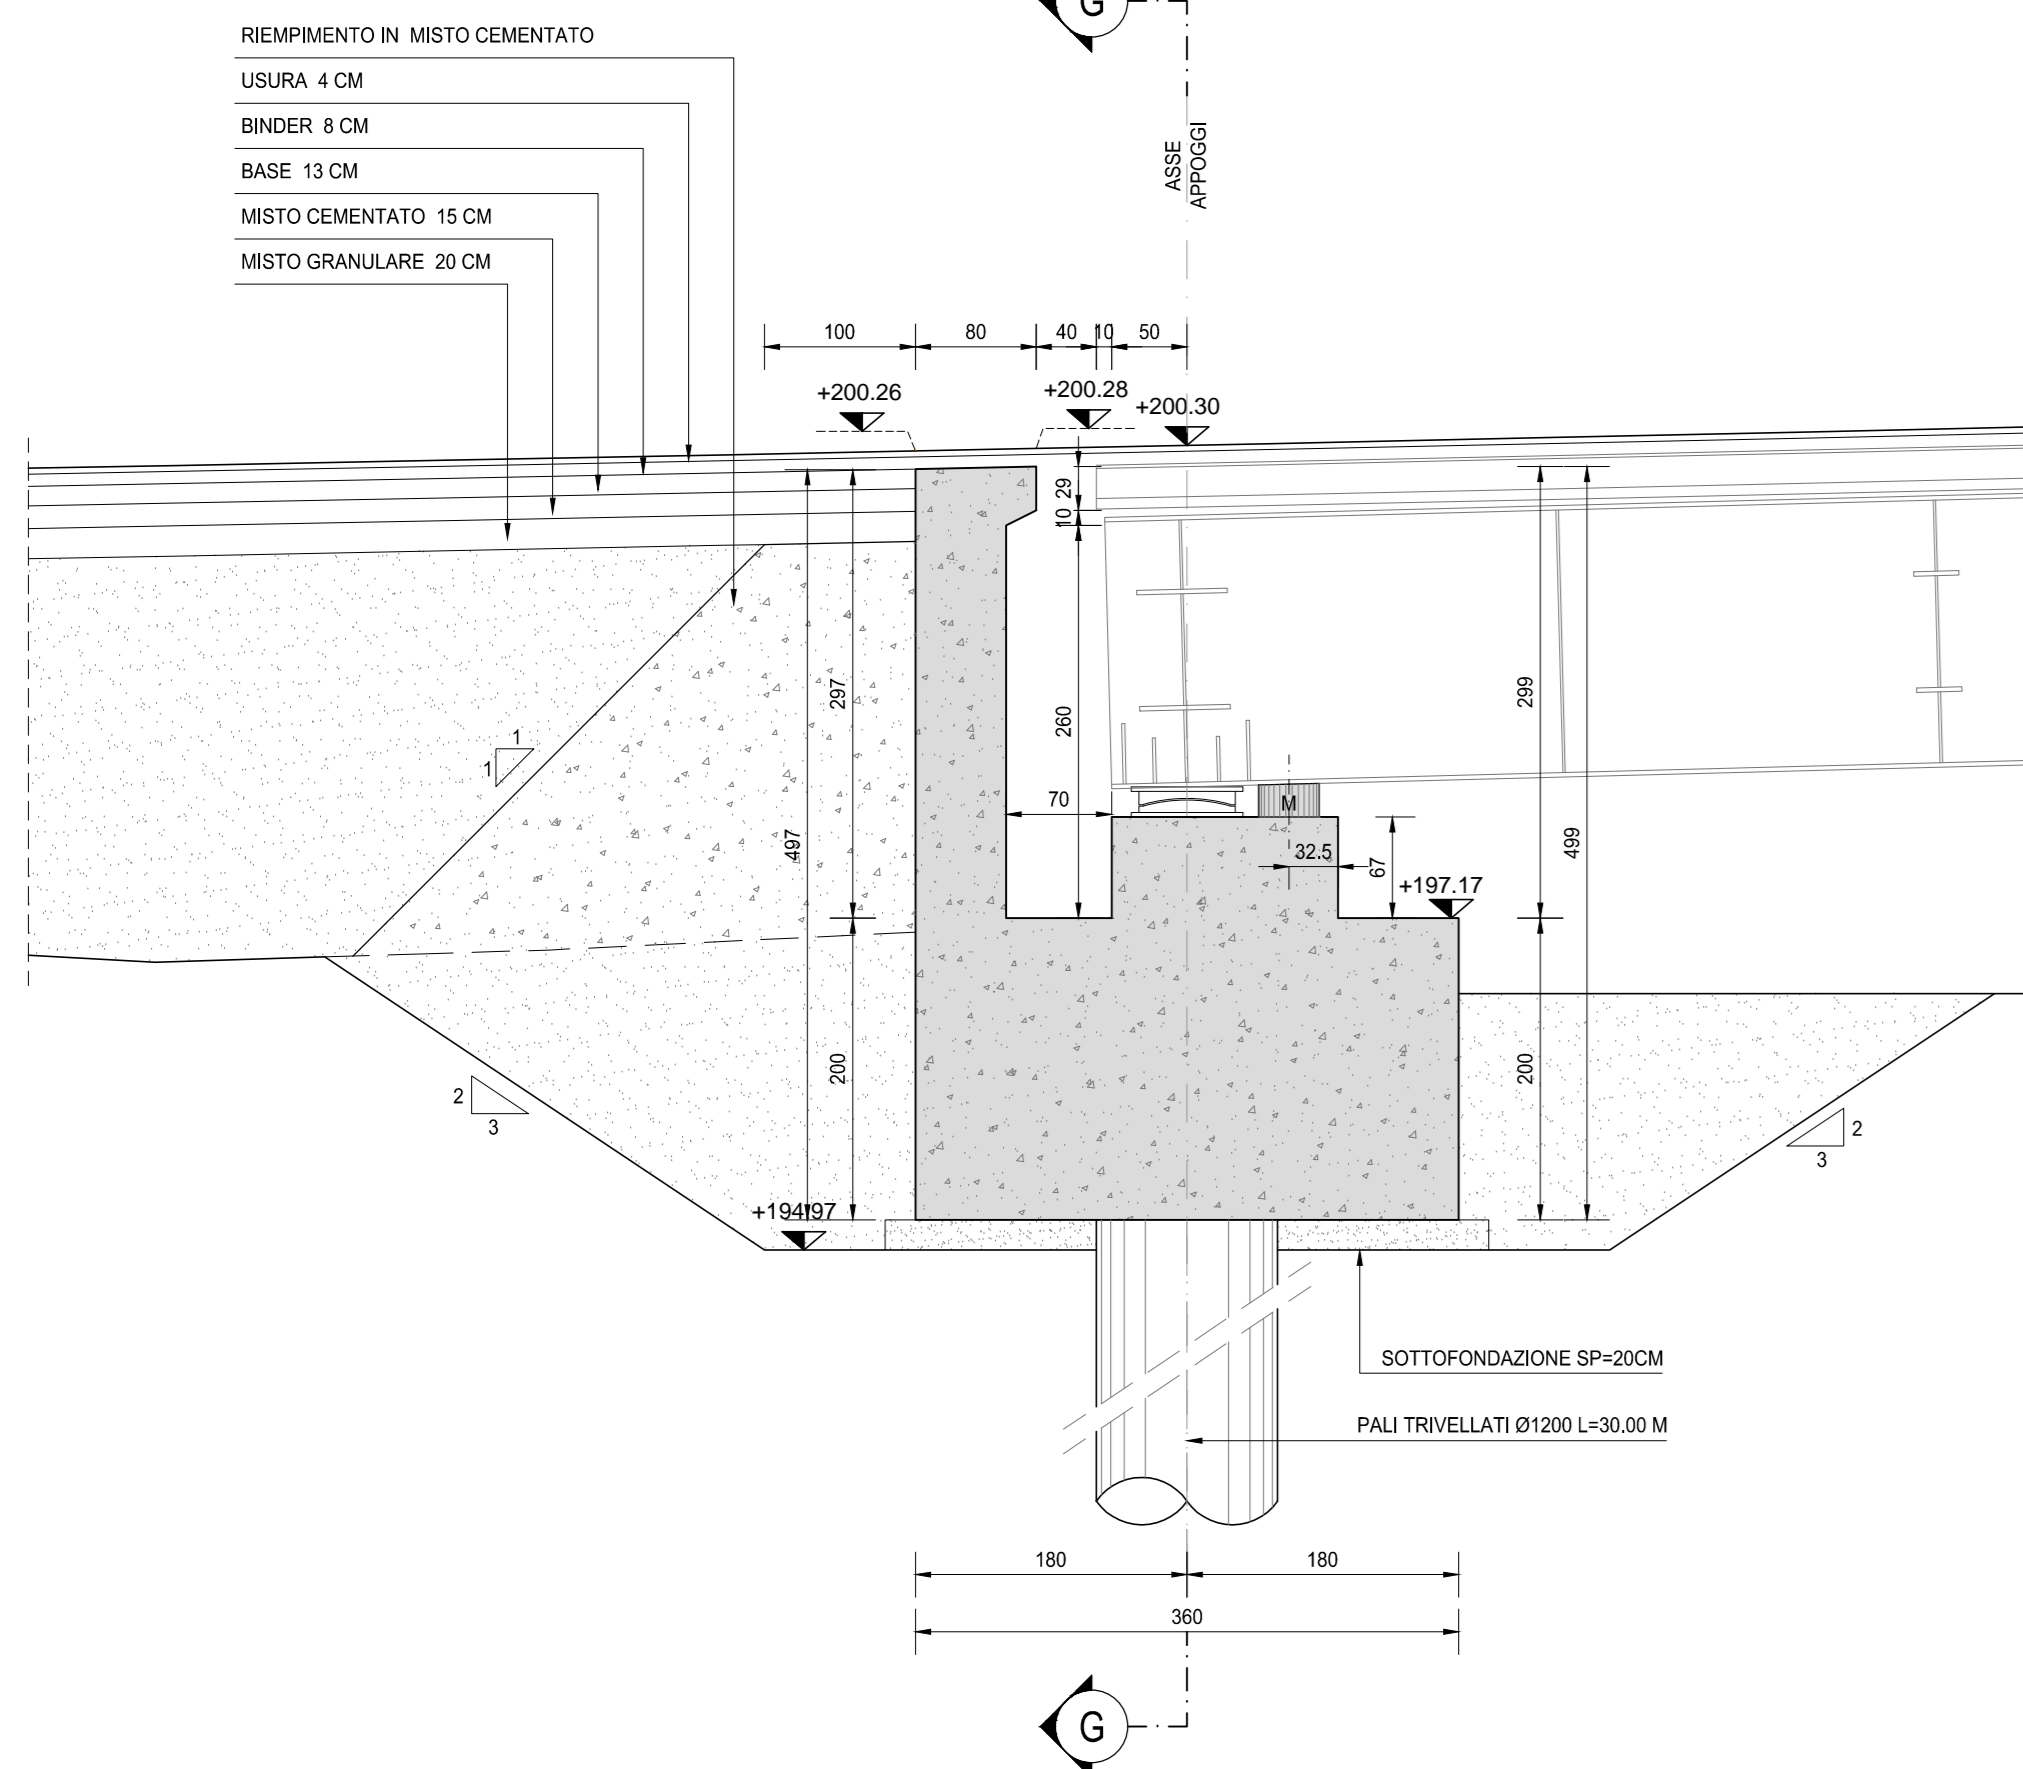 G
RIEMPIMENTO IN MISTO CEMENTATO
USURA 4 CM
BINDER 8 CM
BASE 13 CM
MISTO CEMENTATO 15 CM
MISTO GRANULARE 20 CM
ASSE
APPOGGI
100
80
40
10
50
+200.26
+200.28
+200.30
29
10
297
260
299
1
1
70
M
497
32.5
67
499
+197.17
200
200
2
3
2
3
+194.97
SOTTOFONDAZIONE SP=20CM
PALI TRIVELLATI Ø1200 L=30.00 M
180
180
360
G